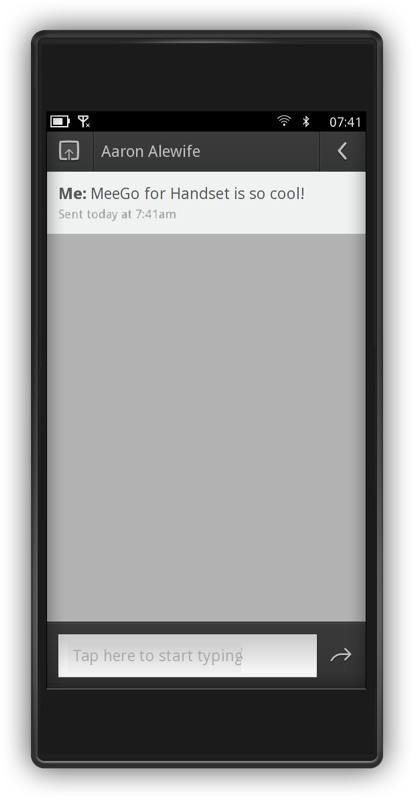 07:41
Aaron Alewife
Me: MeeGo for Handset is so cool!
Sent today at 7:41am
Tap here to start typing